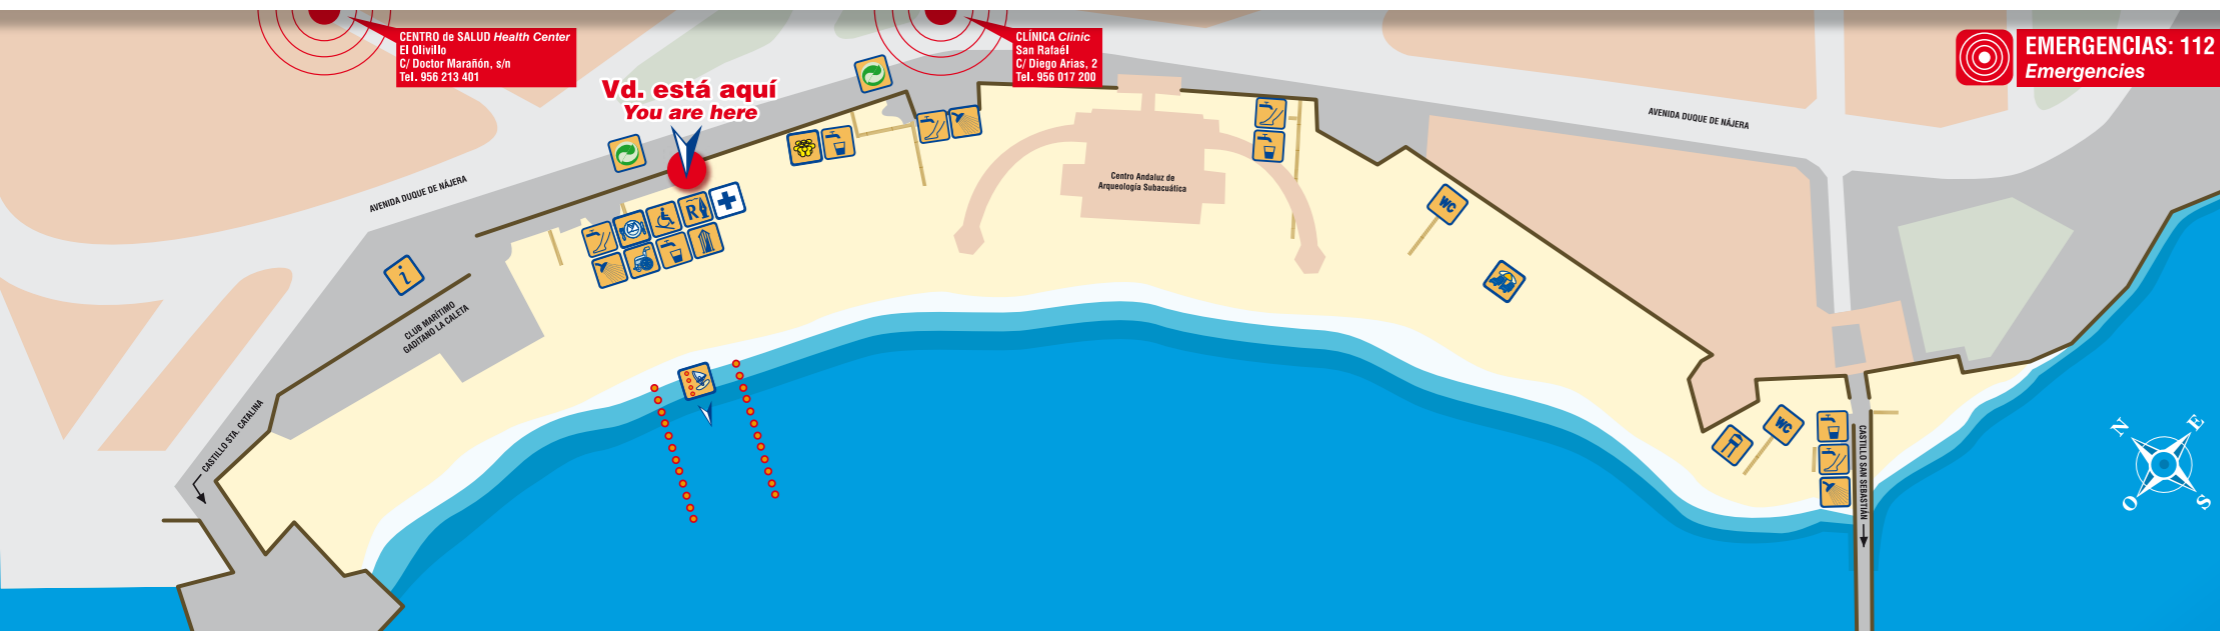 CENTRO de SALUD Health Center
El Olivillo
C/ Doctor Marañón, s/n
Tel. 956 213 401
CLÍNICA Clinic
San Rafaél
C/ Diego Arias, 2
Tel. 956 017 200
EMERGENCIAS: 112
Emergencies
Vd. está aquí
You are here
AVENIDA DUQUE DE NÁJERA
AVENIDA DUQUE DE NÁJERA
Centro Andaluz de
Arqueología Subacuática
R
WC
i
CLUB MARÍTIMO
GADITANO LA CALETA
CASTILLO STA. CATALINA
WC
CASTILLO SAN SEBASTIÁN
N
E
O
S